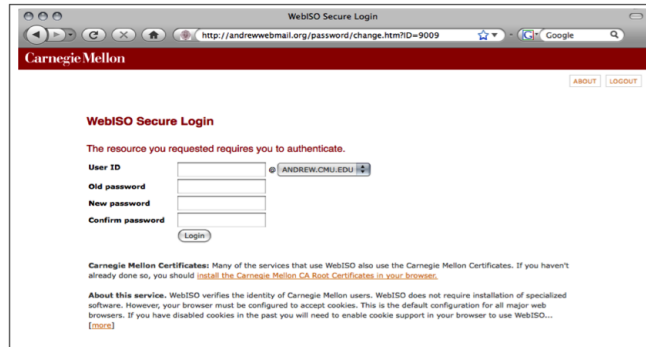 WebISO Secure Login
http://andrewwebmail.org/password/change.htm?ID=9009
Google
Carnegie Mellon
ABOUT LOGOUT
WebISO Secure Login
The resource you requested requires you to authenticate.
User ID @ ANDREW.CMU.EDU
Old password
New password
Confirm password
Login
Carnegie Mellon Certificates: Many of the services that use WebISO also use the Carnegie Mellon Certificates. If you haven't
already done so, you should install the Carnegie Mellon CA Root Certificates in your browser.
About this service. WebISO verifies the identity of Carnegie Mellon users. WebISO does not require installation of specialized
software. However, your browser must be configured to accept cookies. This is the default configuration for all major web
browsers. If you have disabled cookies in the past you will need to enable cookie support in your browser to use WebISO...
[more]